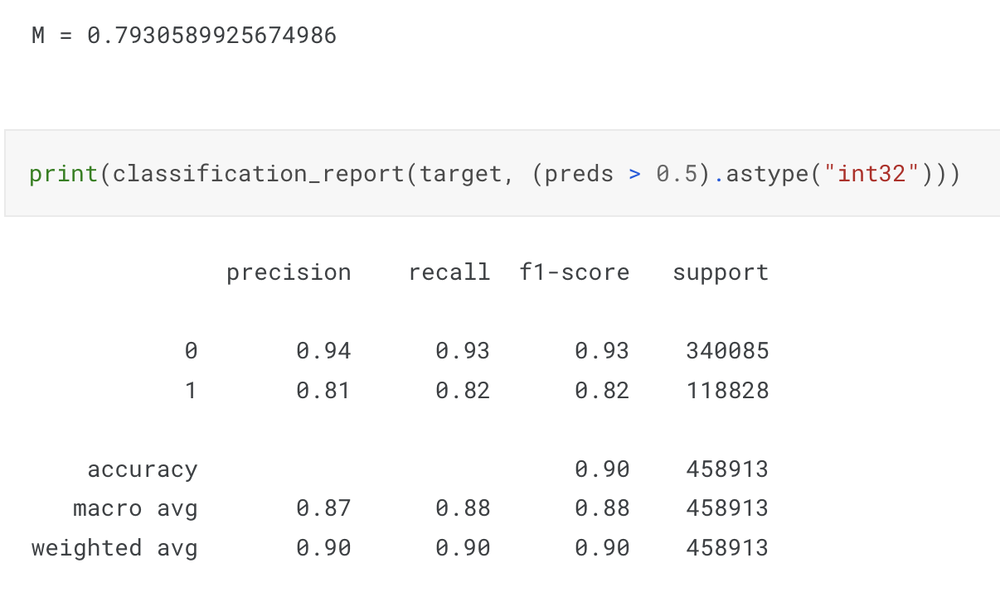 M = 0.7930589925674986
print(classification_report(target, (preds > 0.5).astype("int32")))
precision recall f1-score support
0 0.94 0.93 0.93 340085
1 0.81 0.82 0.82 118828
accuracy 0.90 458913
macro avg 0.87 0.88 0.88 458913
weighted avg 0.90 0.90 0.90 458913